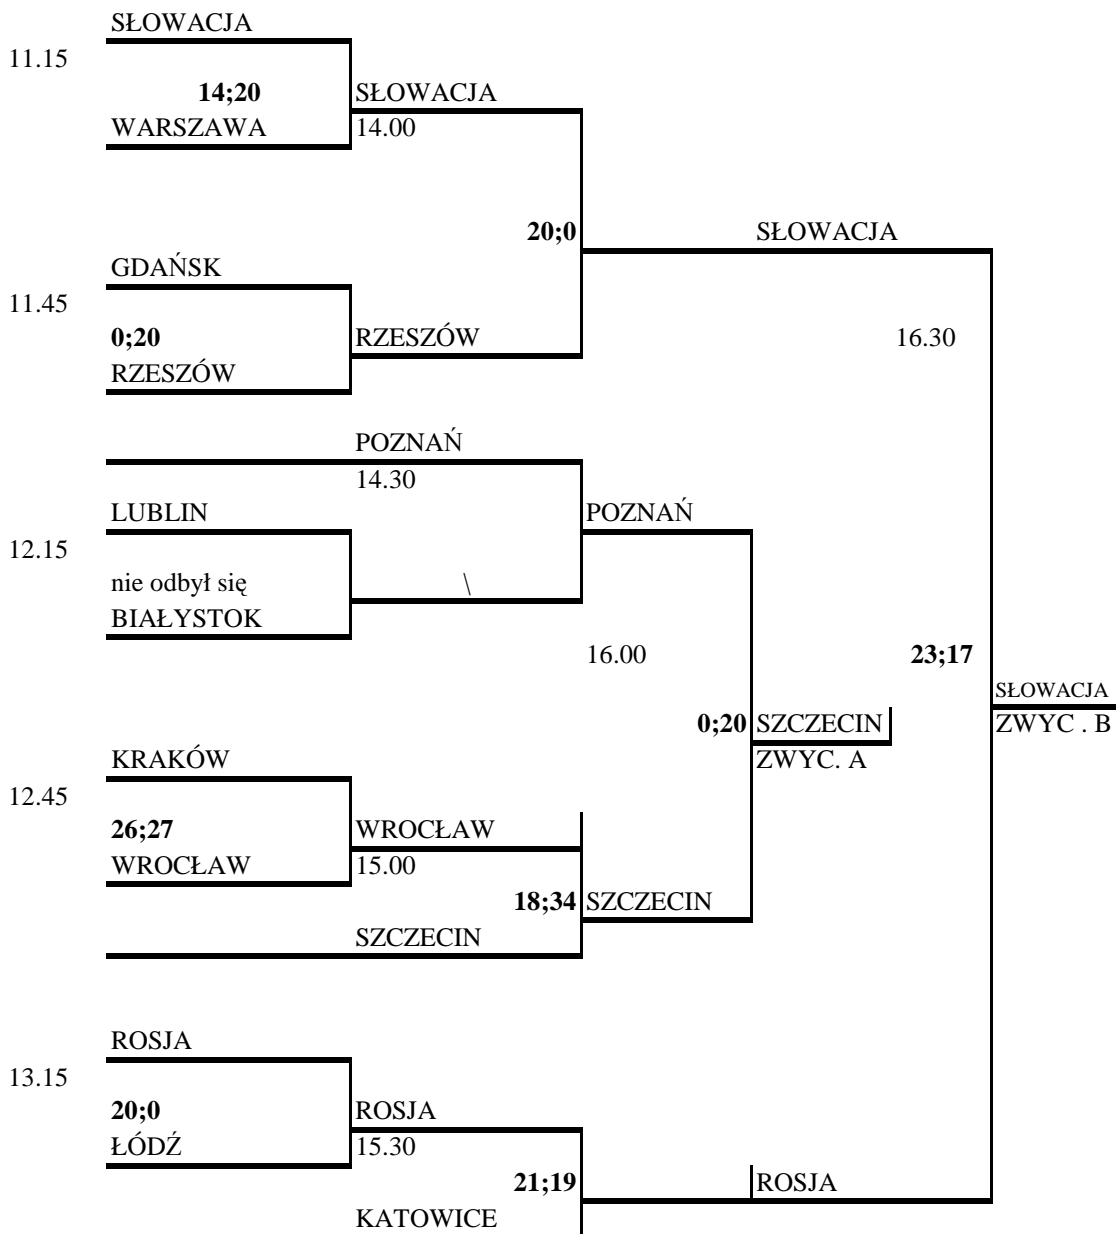 SŁOWACJA
11.15
14;20 SŁOWACJA
WARSZAWA 14.00
20;0 SŁOWACJA
GDAŃSK
11.45
0;20 RZESZÓW 16.30
RZESZÓW
POZNAŃ
14.30
LUBLIN POZNAŃ
12.15
nie odbył się \
BIAŁYSTOK
16.00 23;17
SŁOWACJA
0;20 SZCZECIN ZWYC . B
KRAKÓW ZWYC. A
12.45
26;27 WROCŁAW
WROCŁAW 15.00
18;34 SZCZECIN
SZCZECIN
ROSJA
13.15
20;0 ROSJA
ŁÓDŹ 15.30
21;19 ROSJA
KATOWICE